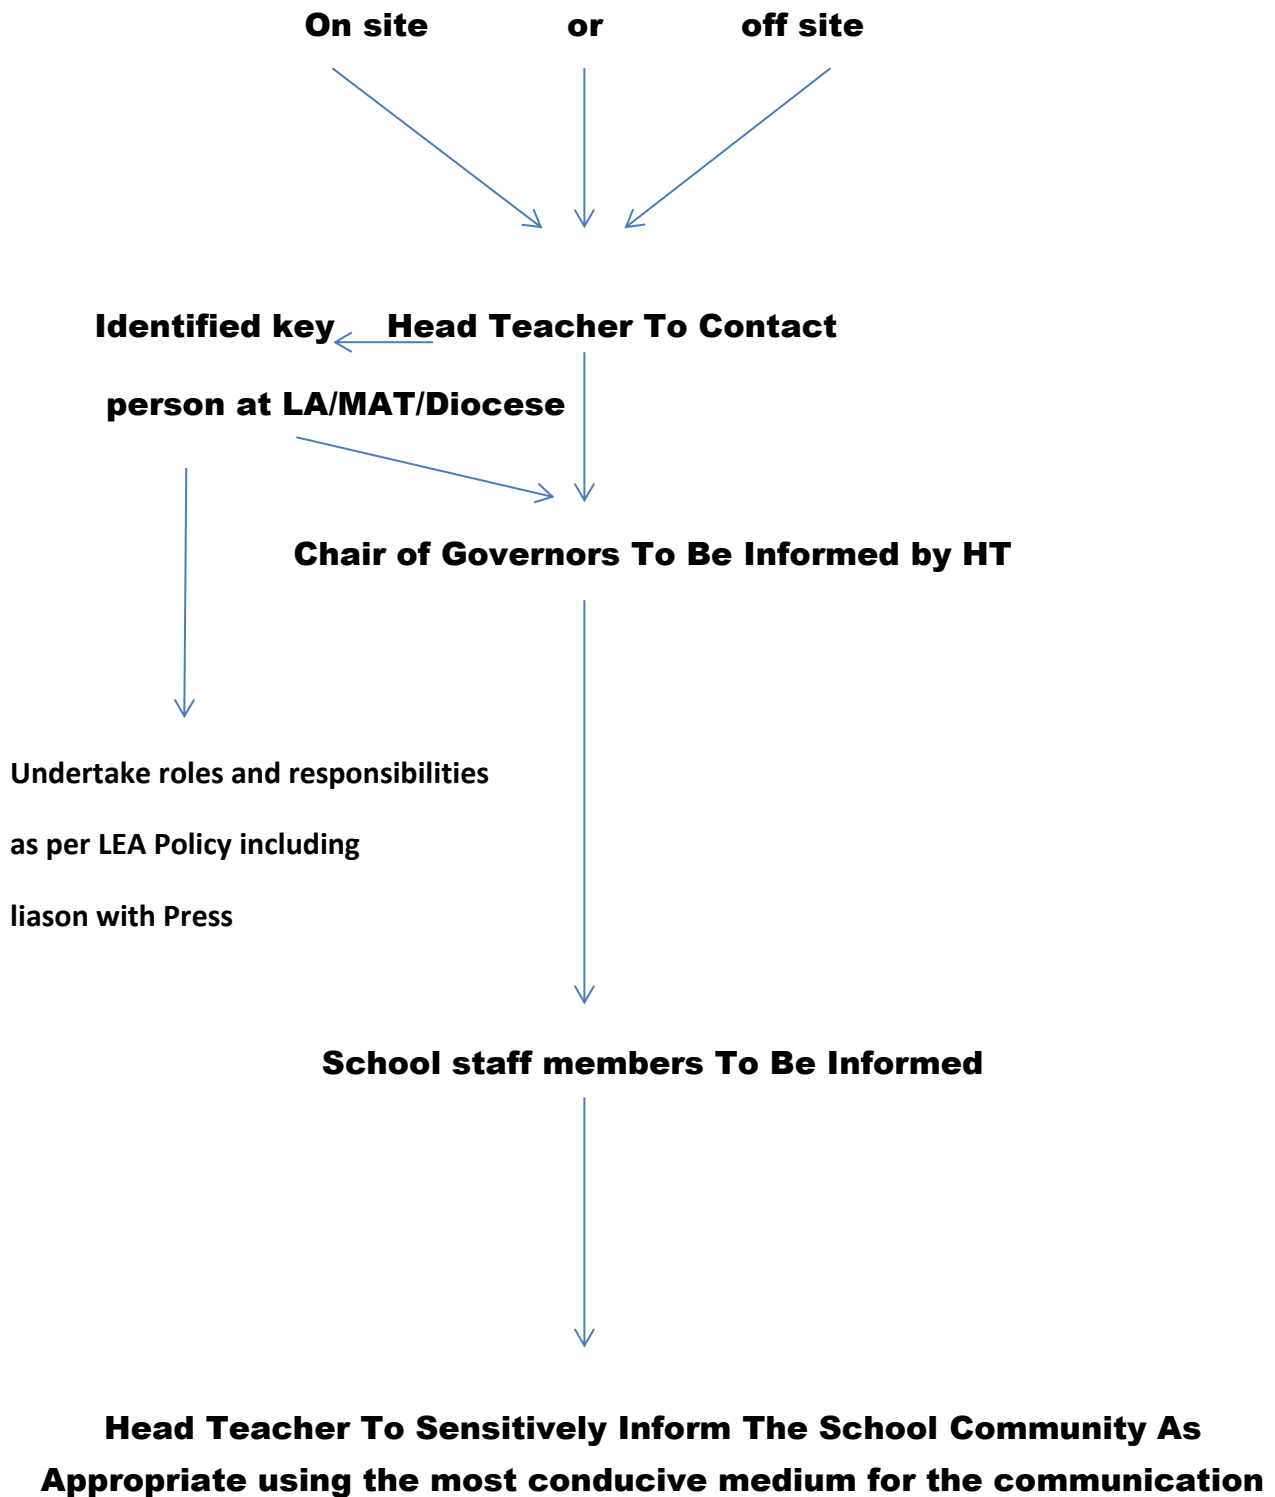 On site or off site
Identified key Head Teacher To Contact
person at LA/MAT/Diocese
Chair of Governors To Be Informed by HT
Undertake roles and responsibilities
as per LEA Policy including
liason with Press
School staff members To Be Informed
Head Teacher To Sensitively Inform The School Community As
Appropriate using the most conducive medium for the communication